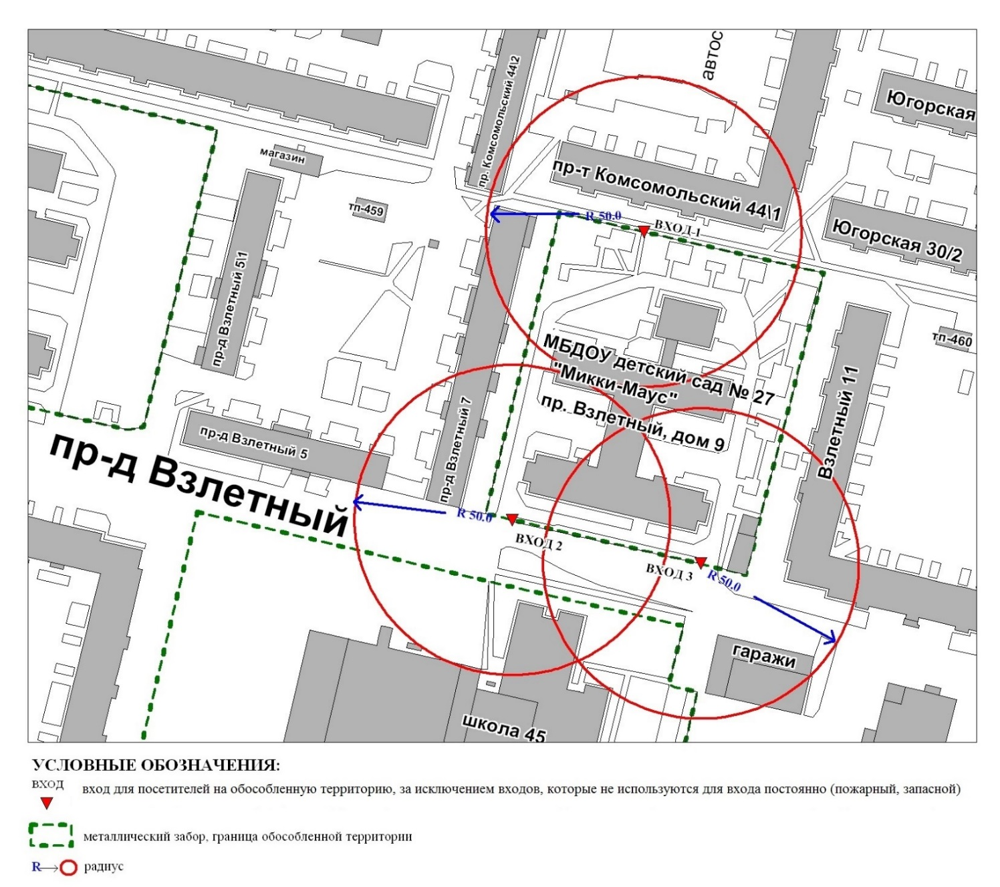 автос
пр. Комсомольский 44\2
Югорская
магазин
пр-т Комсомольский 44\1
тп-459
R 50.0
ВХОД 1
Югорская 30/2
пр-д Взлетный 5\1
тп-460
МБДОУ детский сад № 27
"Микки-Маус"
пр. Взлетный, дом 9
Взлетный 11
пр-д Взлетный 7
пр-д Взлетный 5
пр-д Взлетный
R 50.0
ВХОД 2
ВХОД 3
R 50.0
гаражи
школа 45
УСЛОВНЫЕ ОБОЗНАЧЕНИЯ:
ВХОД
вход для посетителей на обособленную территорию, за исключением входов, которые не используются для входа постоянно (пожарный, запасной)
металлический забор, граница обособленной территории
R
радиус